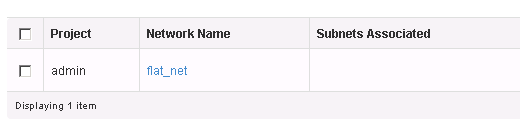 Project Network Name Subnets Associated
admin flat_net
Displaying 1 item